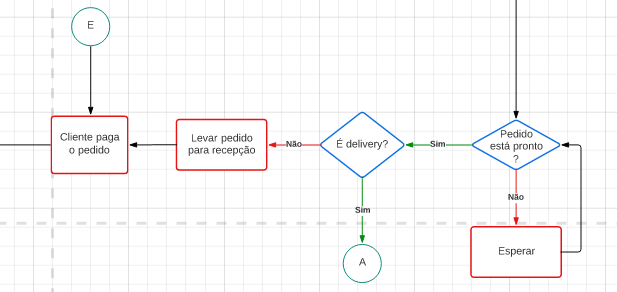 E
Cliente paga
o pedido
Levar pedido
para recepção
Não
É delivery?
Sim
Pedido
está pronto
?
Sim
Não
A
Esperar